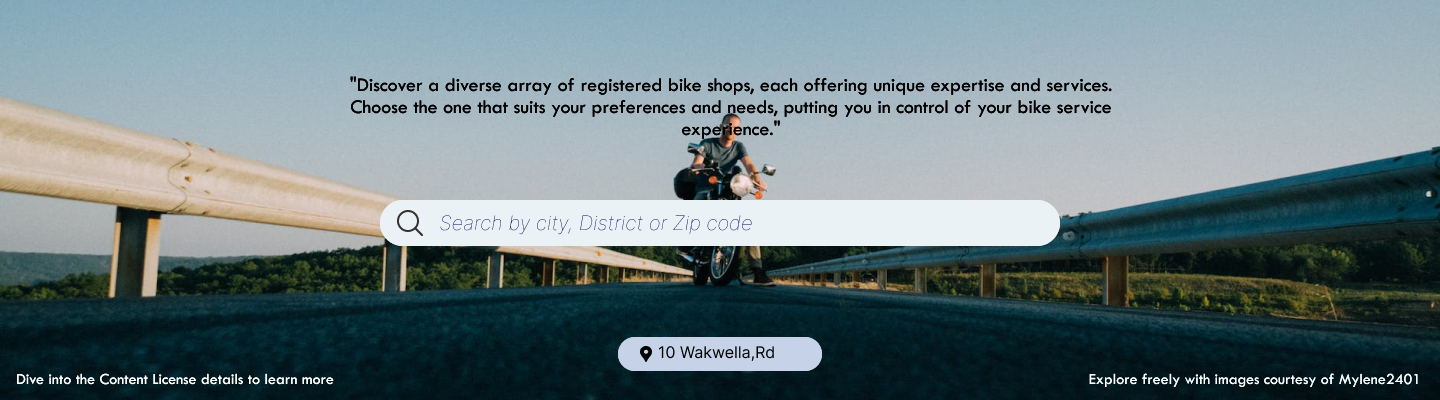 "Discover a diverse array of registered bike shops, each offering unique expertise and services.
Choose the one that suits your preferences and needs, putting you in control of your bike service
experience."
Search by city, District or Zip code
10 Wakwella,Rd
Dive into the Content License details to learn more
Explore freely with images courtesy of Mylene2401